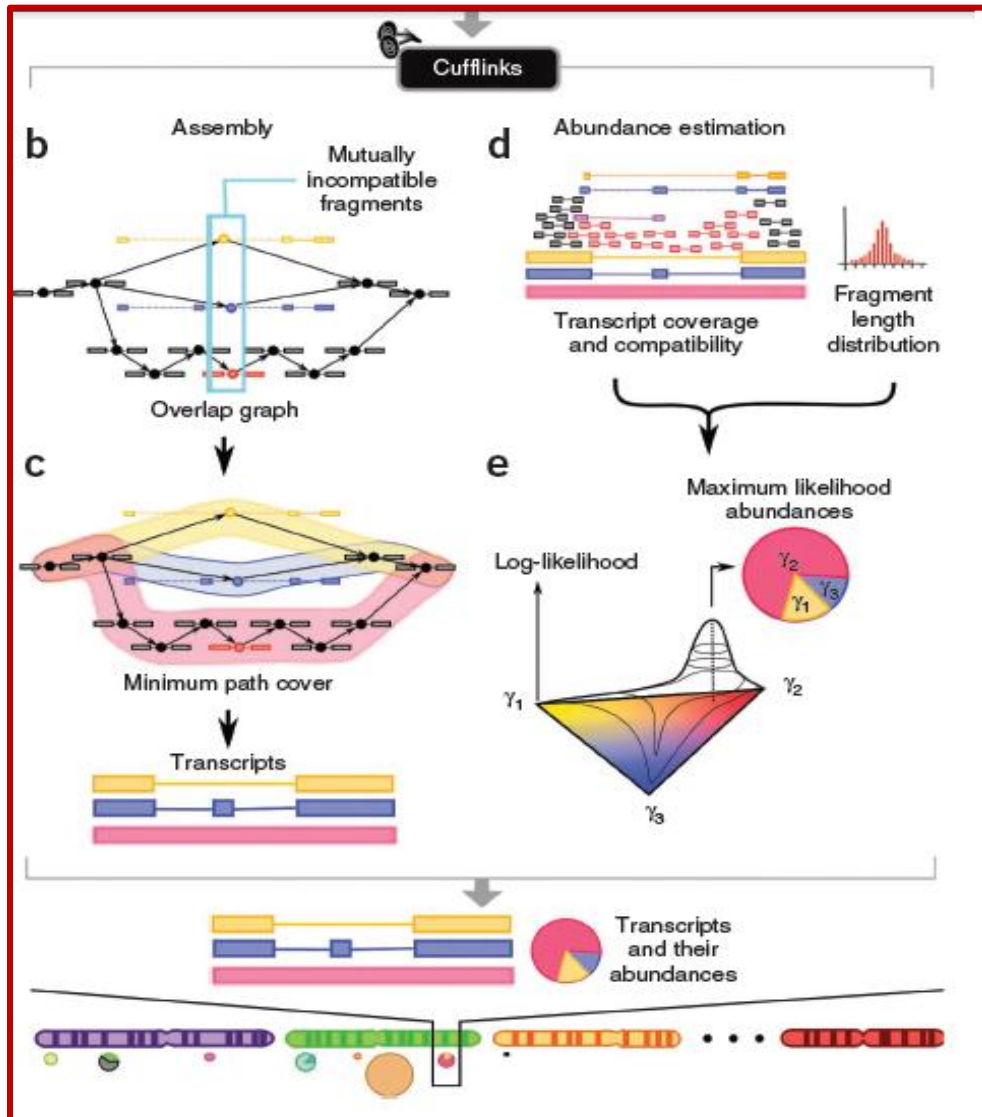 Cufflinks
b
Assembly
Mutually
incompatible
fragments
Overlap graph
c
Minimum path cover
Transcripts
d
Abundance estimation
Transcript coverage
and compatibility
Fragment
length
distribution
e
Maximum likelihood
abundances
Log-likelihood
γ2
γ3
γ1
γ1
γ2
γ3
Transcripts
and their
abundances